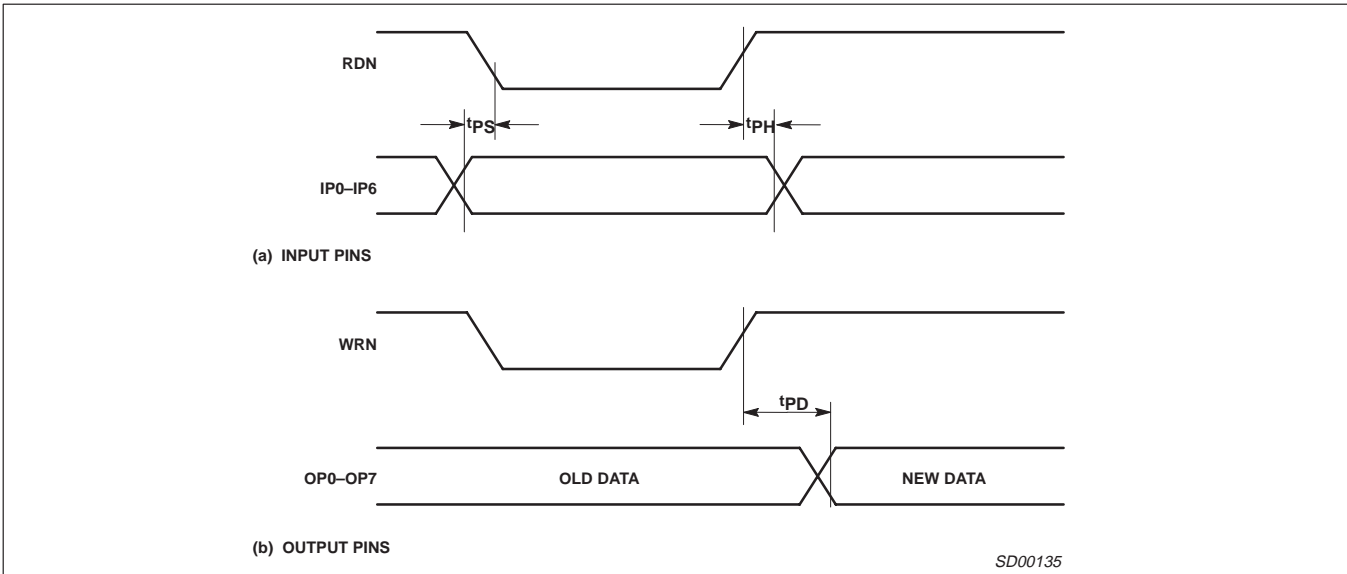 RDN
tPS
tPH
IP0–IP6
(a) INPUT PINS
WRN
tPD
OP0–OP7
OLD DATA
NEW DATA
(b) OUTPUT PINS
SD00135